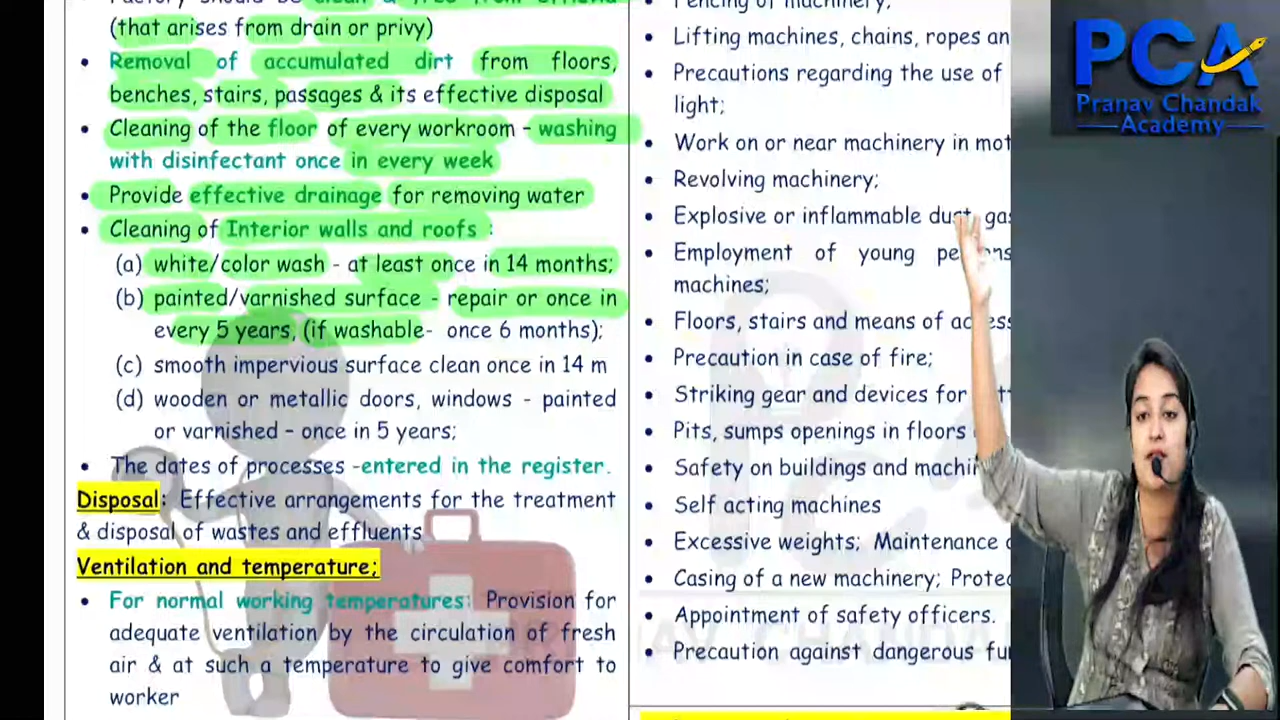 (that arises from drain or privy)
• Removal of accumulated dirt from floors,
benches, stairs, passages & its effective disposal
• Cleaning of the floor of every workroom - washing
with disinfectant once in every week
• Provide effective drainage for removing water
• Cleaning of Interior walls and roofs :
(a) white/color wash - at least once in 14 months;
(b) painted/varnished surface - repair or once in
every 5 years, (if washable- once 6 months);
(c) smooth impervious surface clean once in 14 m
(d) wooden or metallic doors, windows - painted
or varnished – once in 5 years;
• The dates of processes -entered in the register.
Disposal: Effective arrangements for the treatment
& disposal of wastes and effluents
Ventilation and temperature;
• For normal working temperatures: Provision for
adequate ventilation by the circulation of fresh
air & at such a temperature to give comfort to
worker
• Lifting machines, chains, ropes an
• Precautions regarding the use of
light;
• Work on or near machinery in mot
• Revolving machinery;
• Explosive or inflammable dust, gas
• Employment of young
machines;
• Floors, stairs and means of access
• Precaution in case of fire;
• Striking gear and devices for
• Pits, sumps openings in floors
• Safety on buildings and machi
• Self acting machines
• Excessive weights; Maintenance
• Casing of a new machinery; Protec
• Appointment of safety officers.
• Precaution against dangerous fu
PCA
Pranav Chandak
Academy